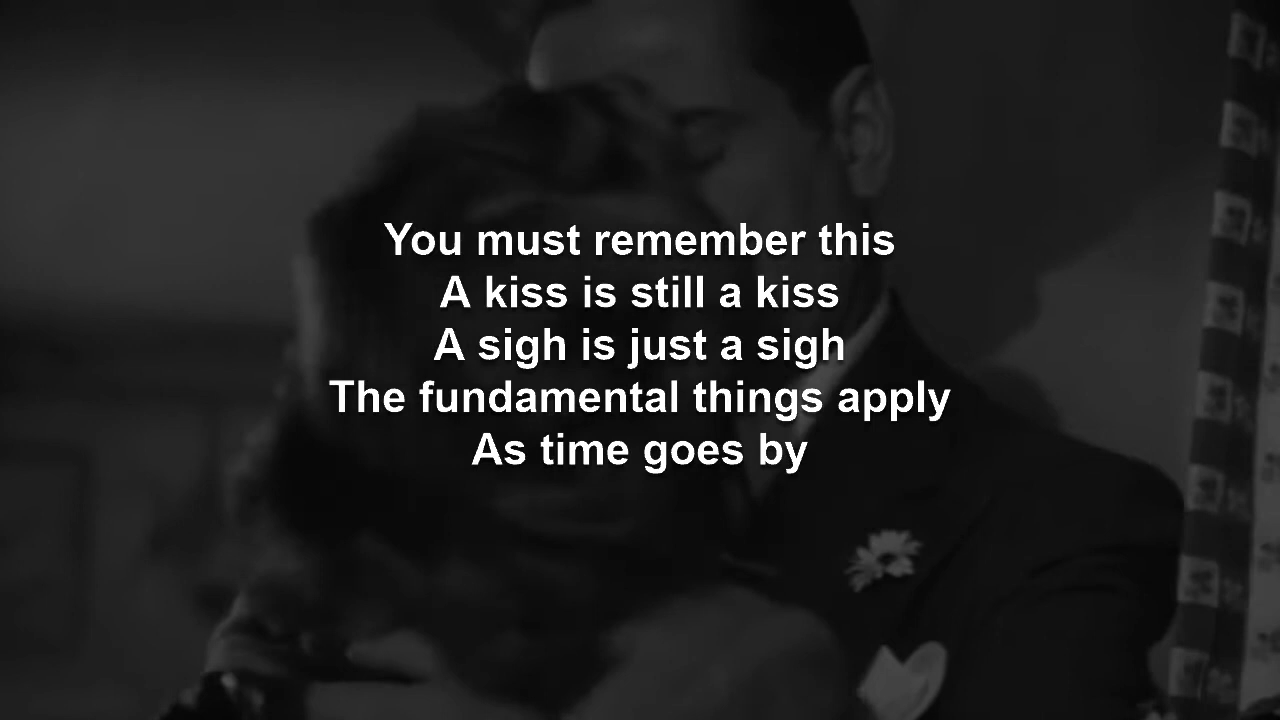 You must remember this
A kiss is still a kiss
A sigh is just a sigh
The fundamental things apply
As time goes by